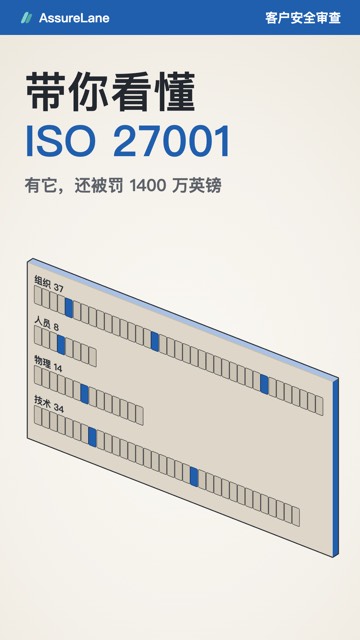 AssureLane
客户安全审查
带你看懂
ISO 27001
有它，还被罚 1400 万英镑
组织 37
人员 8
物理 14
技术 34